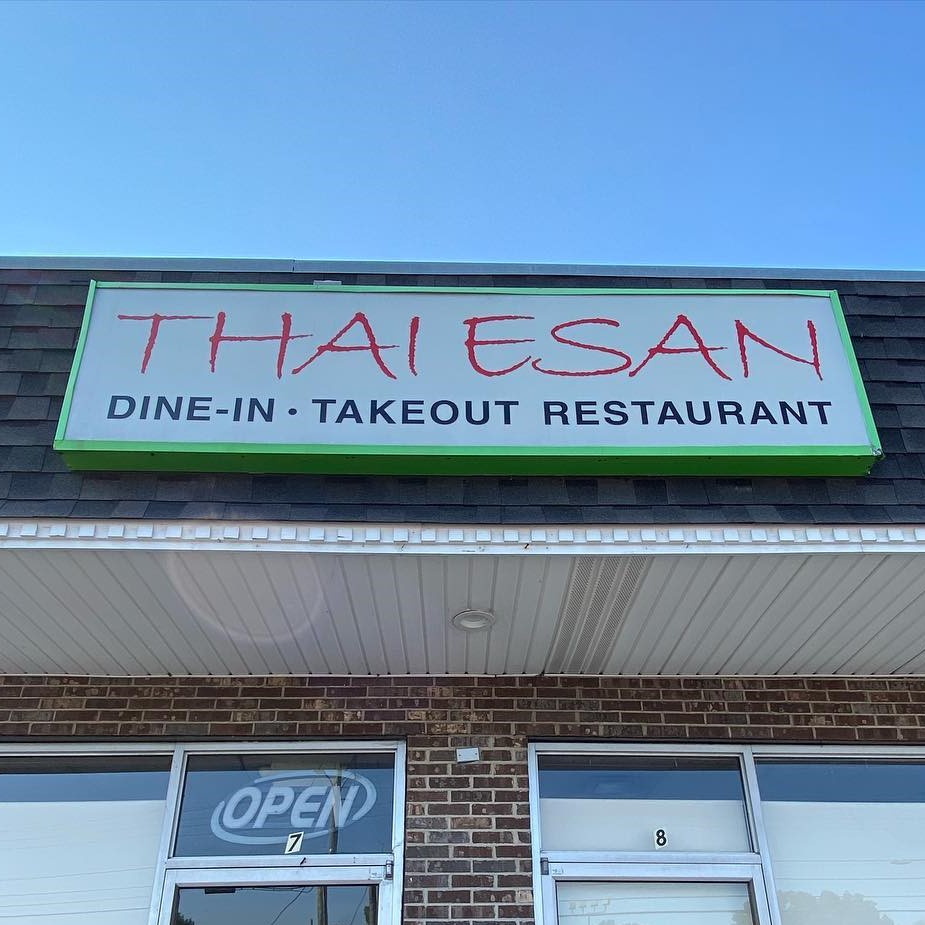 THAI ESAN
DINE-IN • TAKEOUT RESTAURANT
OPEN
7
8